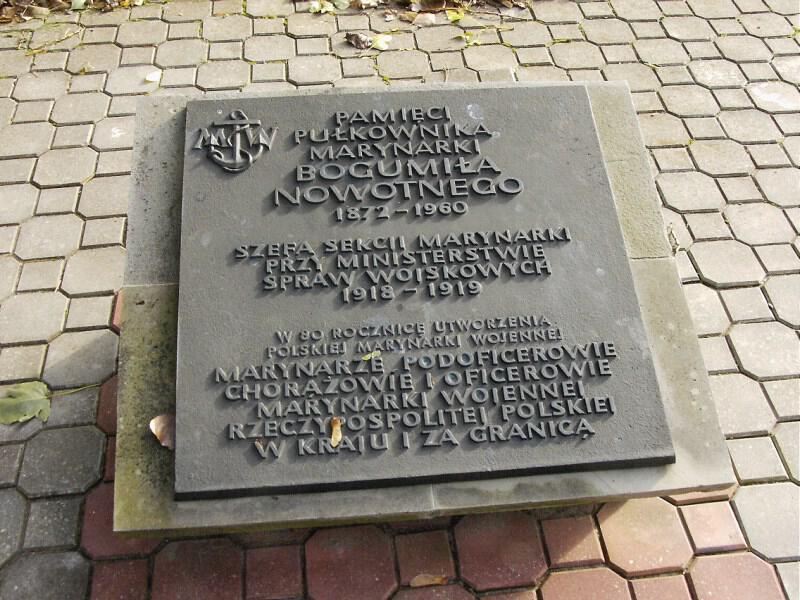 MW
PAMIĘCI
PUŁKOWNIKA
MARYNARKI
BOGUMIŁA
NOWOTNEGO
1872 - 1960
SZEFA SEKCJI MARYNARKI
PRZY MINISTERSTWIE
SPRAW WOJSKOWYCH
1918 - 1919
W 80 ROCZNICĘ UTWORZENIA
POLSKIEJ MARYNARKI WOJENNEJ
MARYNARZE PODOFICEROWIE
CHORĄŻOWIE I OFICEROWIE
MARYNARKI WOJENNEJ
RZECZYPOSPOLITEJ POLSKIEJ
W KRAJU I ZA GRANICĄ